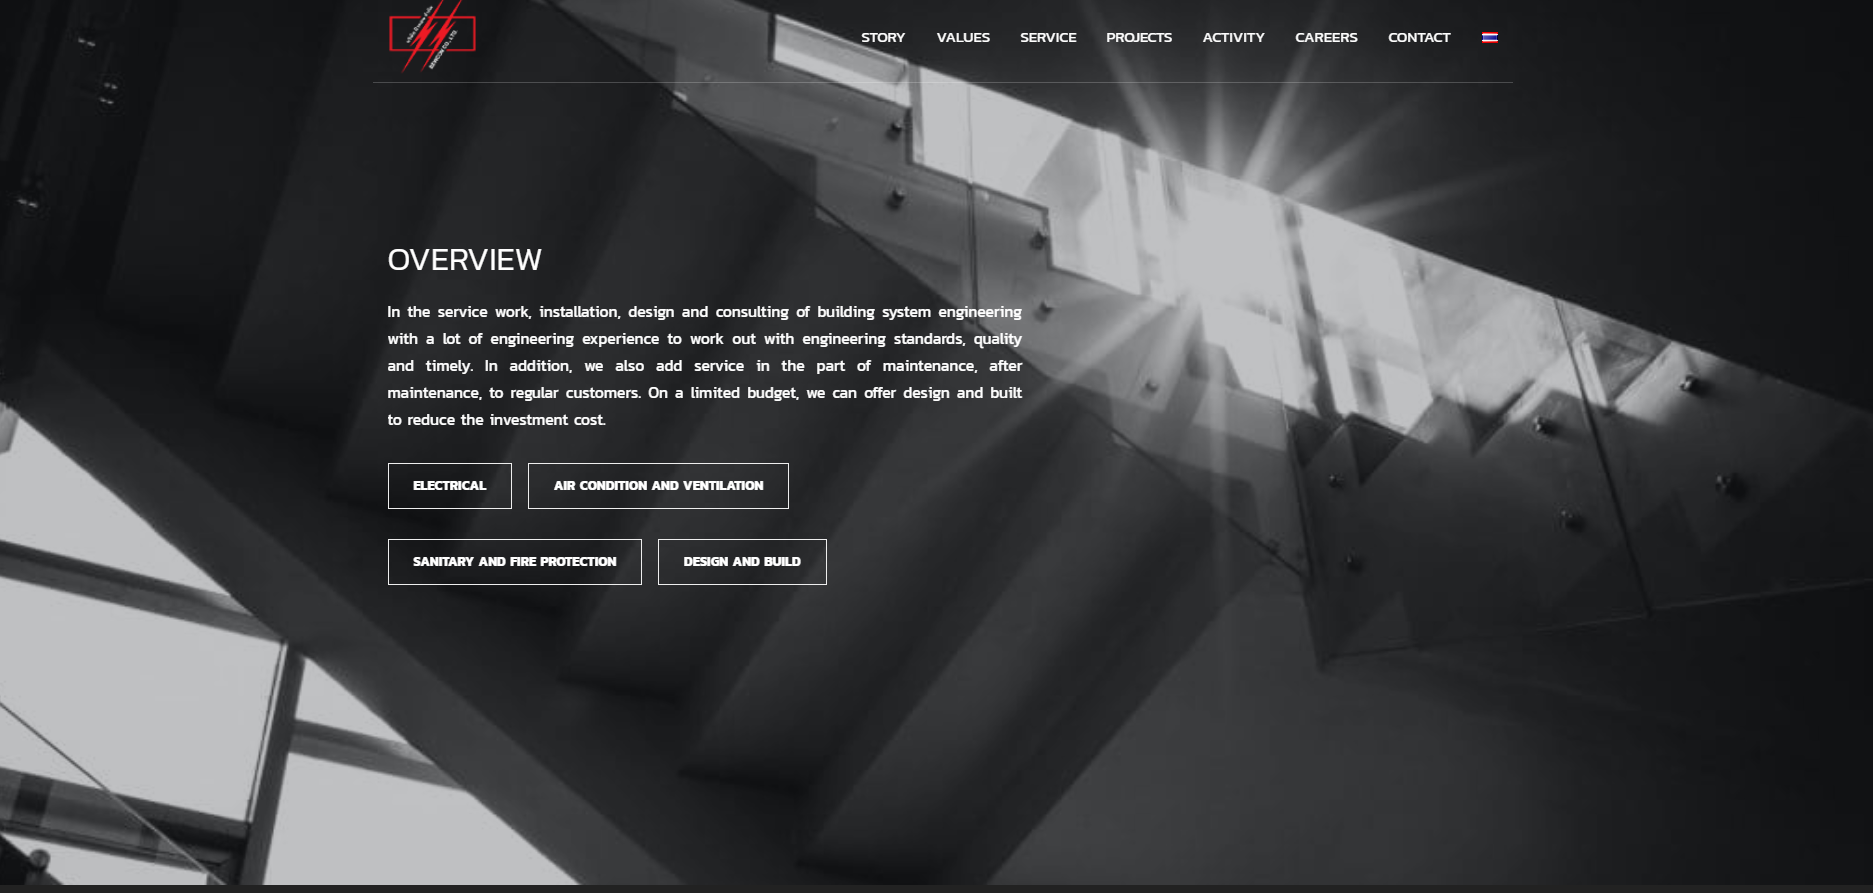 STORY VALUES SERVICE PROJECTS ACTIVITY CAREERS CONTACT
OVERVIEW
In the service work, installation, design and consulting of building system engineering
with a lot of engineering experience to work out with engineering standards, quality
and timely. In addition, we also add service in the part of maintenance, after
maintenance, to regular customers. On a limited budget, we can offer design and built
to reduce the investment cost.
ELECTRICAL
AIR CONDITION AND VENTILATION
SANITARY AND FIRE PROTECTION
DESIGN AND BUILD